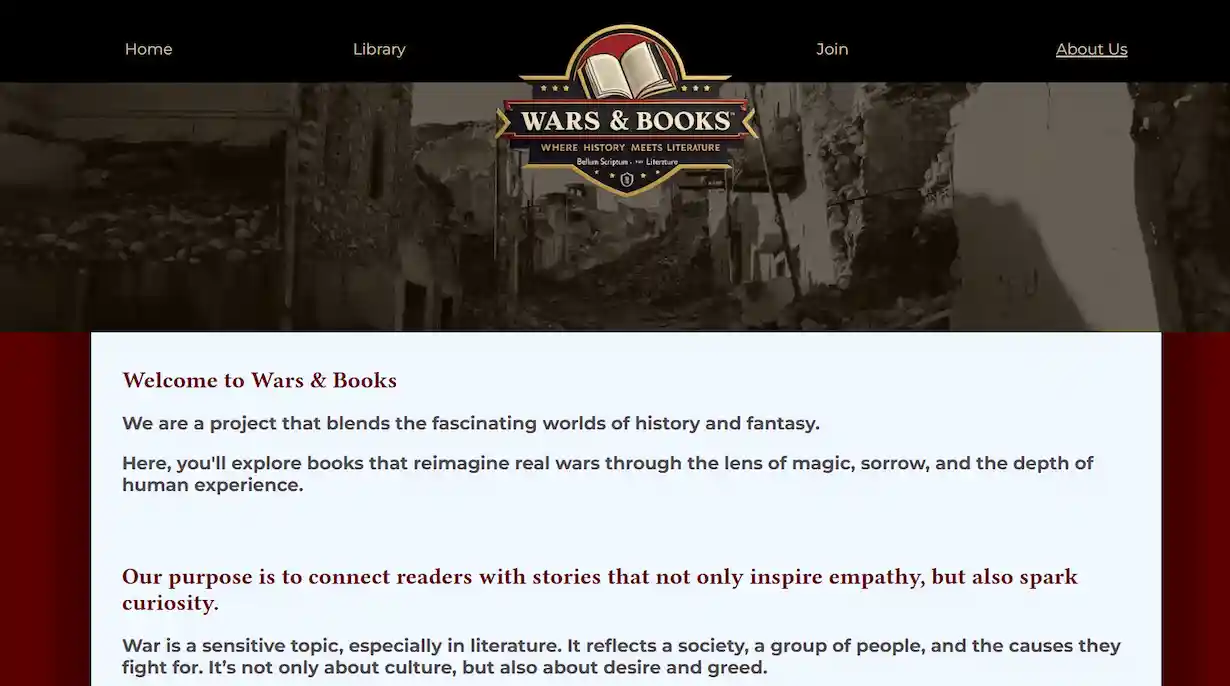 Home
Library
Join
About Us
WARS & BOOKS
WHERE HISTORY MEETS LITERATURE
Bellum Scriptum Literature
Welcome to Wars & Books
We are a project that blends the fascinating worlds of history and fantasy.
Here, you'll explore books that reimagine real wars through the lens of magic, sorrow, and the depth of
human experience.
Our purpose is to connect readers with stories that not only inspire empathy, but also spark
curiosity.
War is a sensitive topic, especially in literature. It reflects a society, a group of people, and the causes they
fight for. It’s not only about culture, but also about desire and greed.